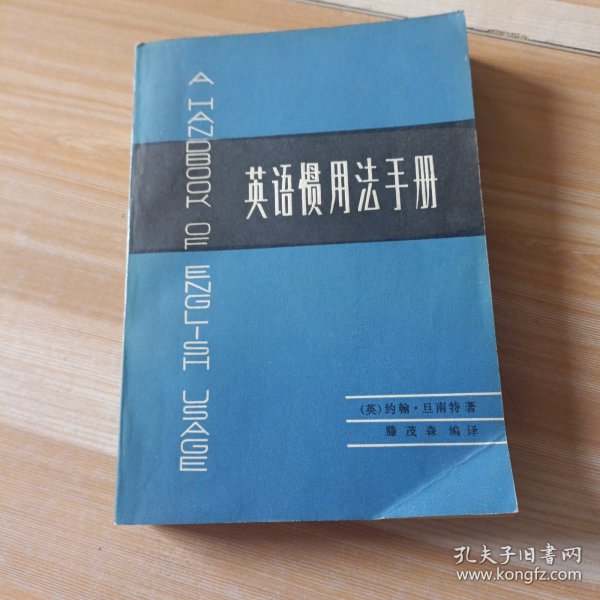 A HANDBOOK OF ENGLISH USAGE
英语惯用法手册
(英)约翰·旦南特著
滕茂森编译
孔夫子旧书网
www.kongfz.com